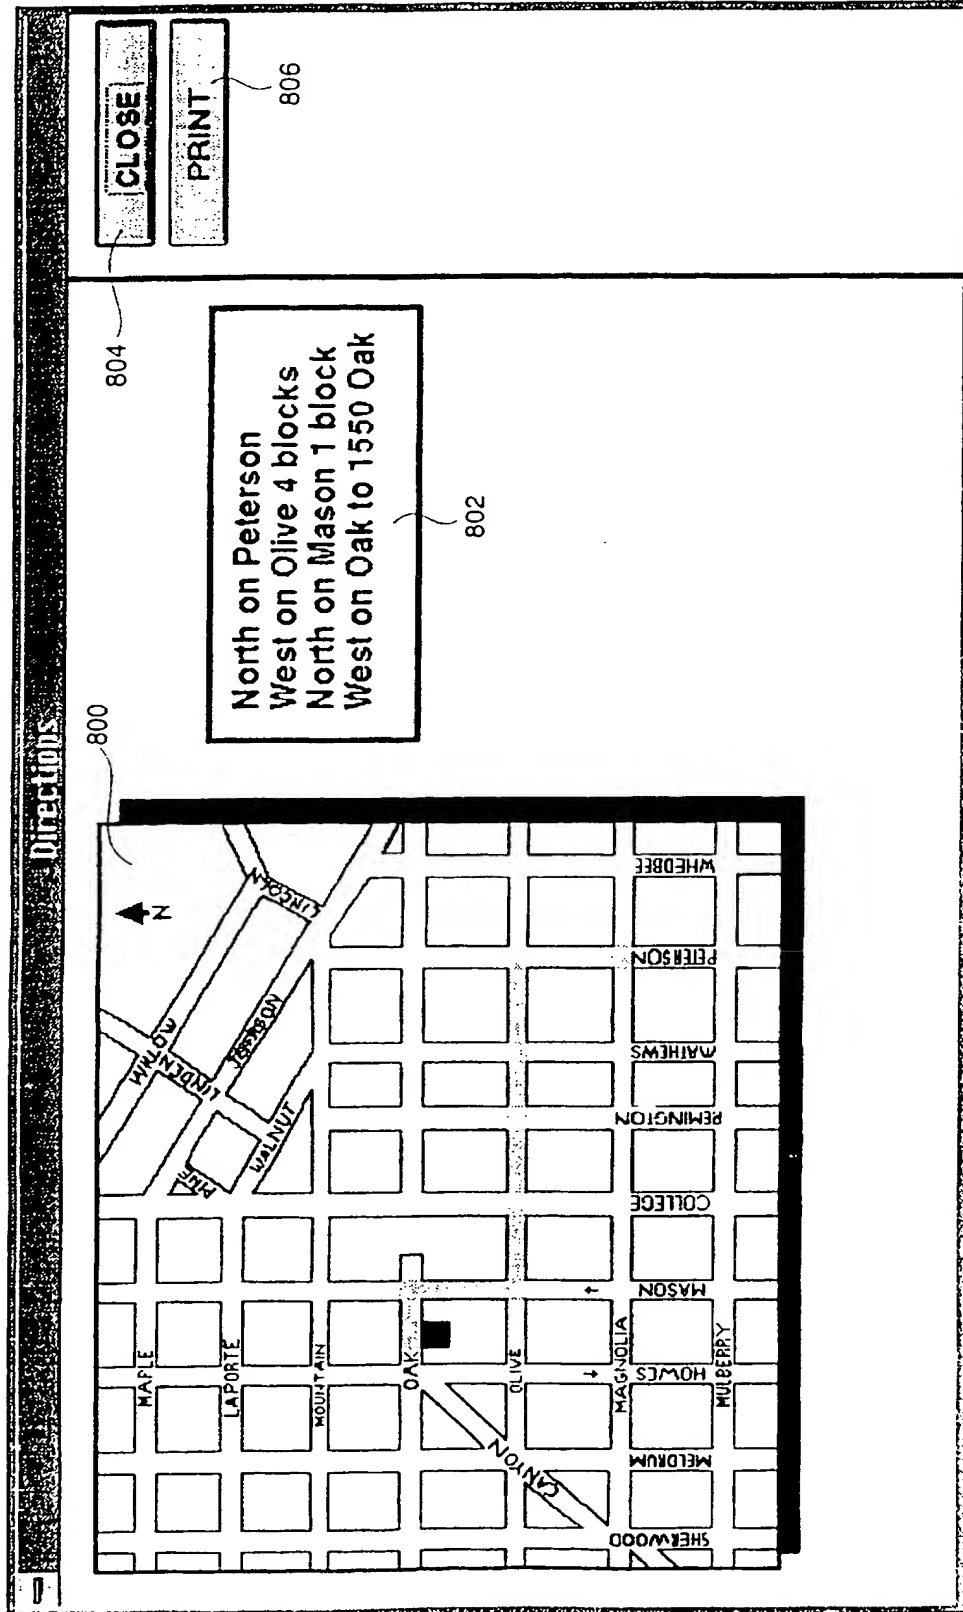 Directions
CLOSE
PRINT
804
806
North on Peterson
West on Olive 4 blocks
North on Mason 1 block
West on Oak to 1550 Oak
802
800
N
LINCOLN
WILLOW
LINDEN
JEFFERSON
PINE
WALNUT
MAPLE
LAPORTE
MOUNTAIN
OAK
OLIVE
MAGNOLIA
MULBERRY
CANYON
SHERWOOD
MELDRUM
HOWES
MASON
COLLEGE
REMINGTON
MATHEWS
PETERSON
WHEDBEE